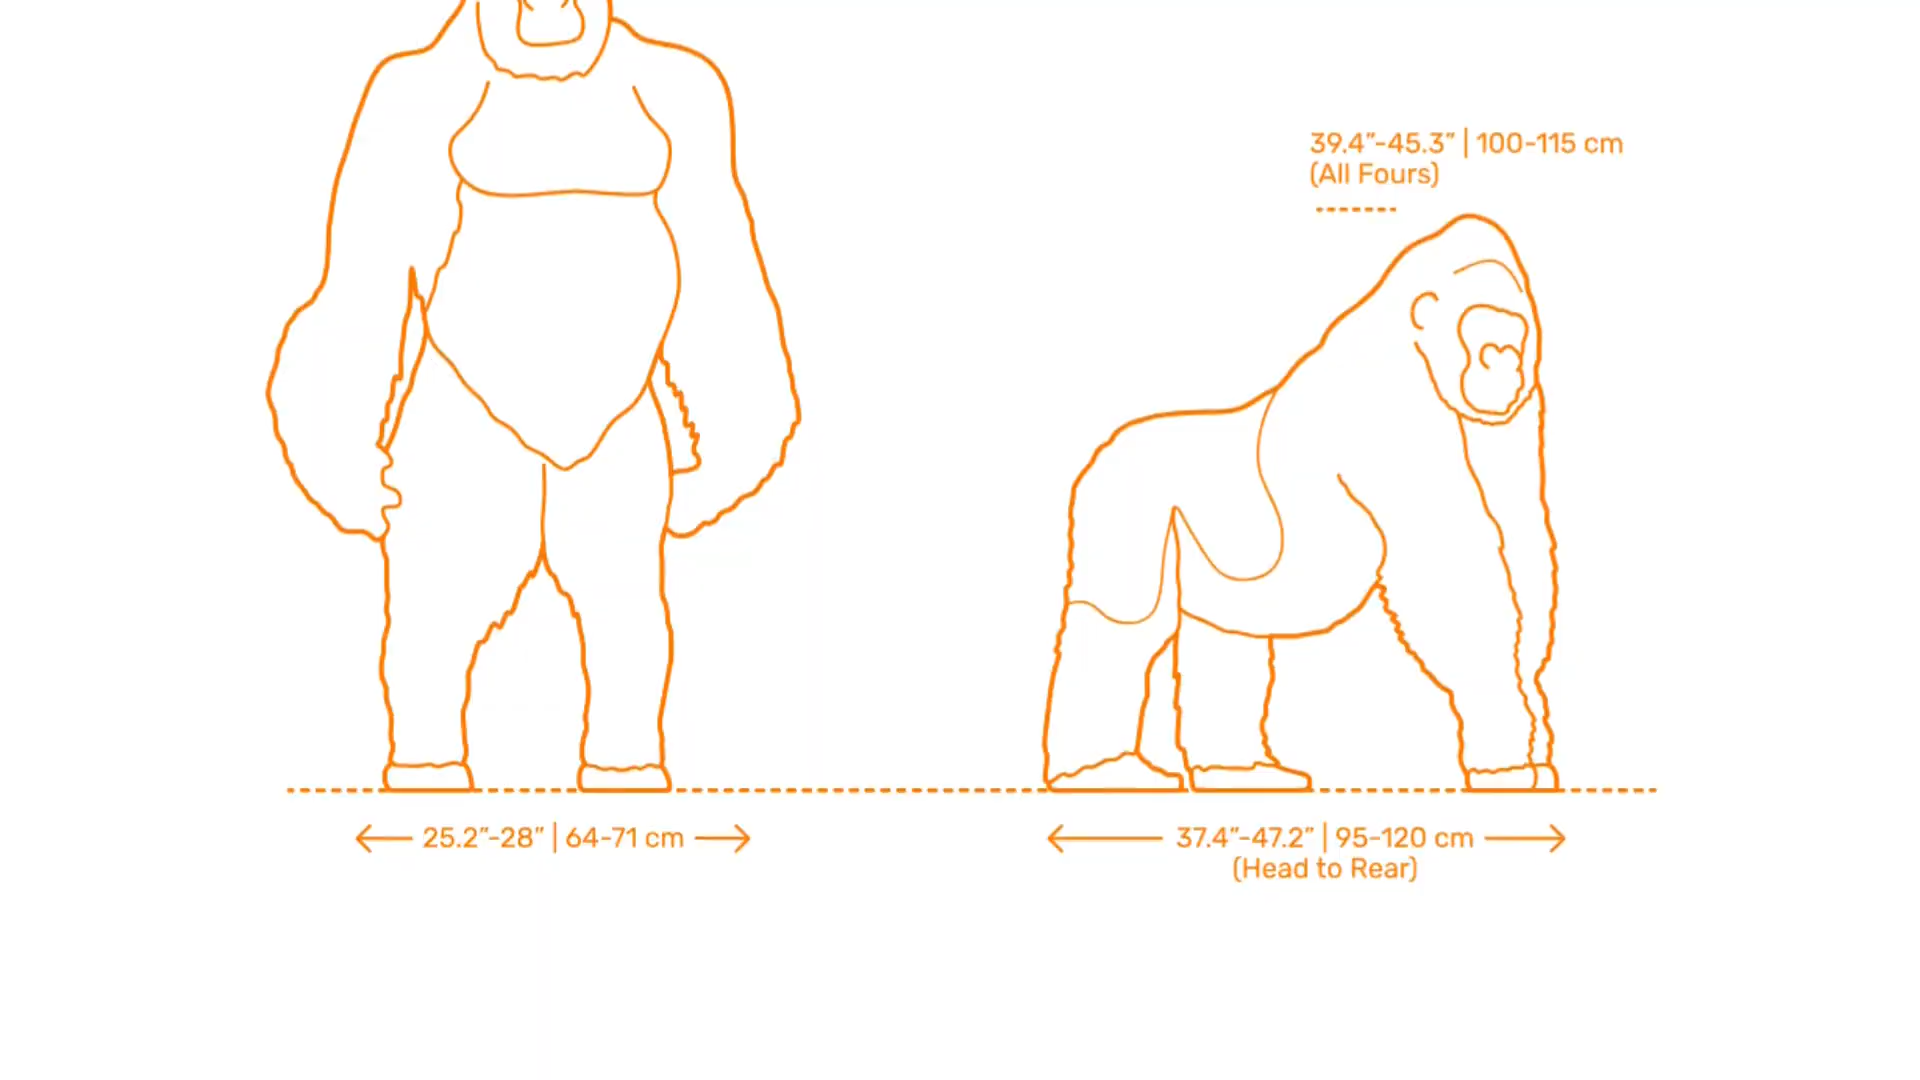 39.4”-45.3” | 100-115 cm
(All Fours)
25.2”-28” | 64-71 cm
37.4”-47.2” | 95-120 cm
(Head to Rear)